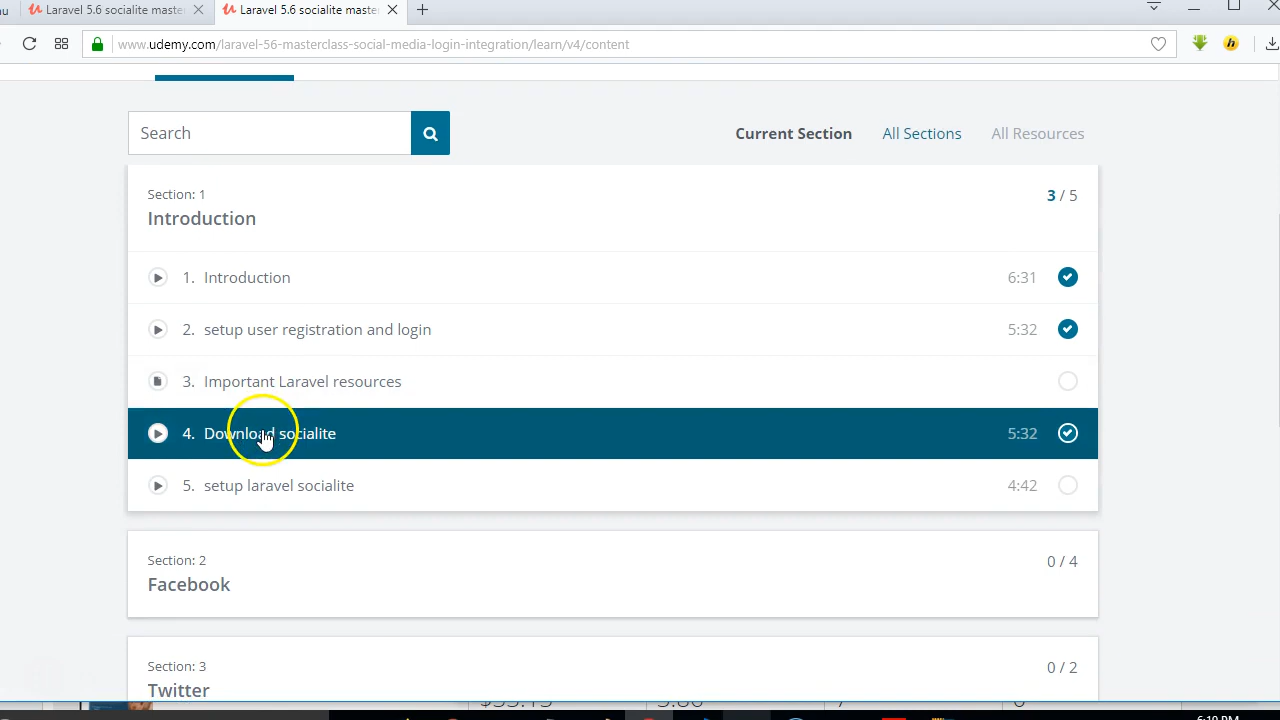 Laravel 5.6 socialite maste
Laravel 5.6 socialite maste
www.udemy.com/laravel-56-masterclass-social-media-login-integration/learn/v4/content
Search
Current Section All Sections All Resources
Section: 1
3 / 5
Introduction
1. Introduction 6:31
2. setup user registration and login 5:32
3. Important Laravel resources
4. Download socialite 5:32
5. setup laravel socialite 4:42
Section: 2
0 / 4
Facebook
Section: 3
0 / 2
Twitter